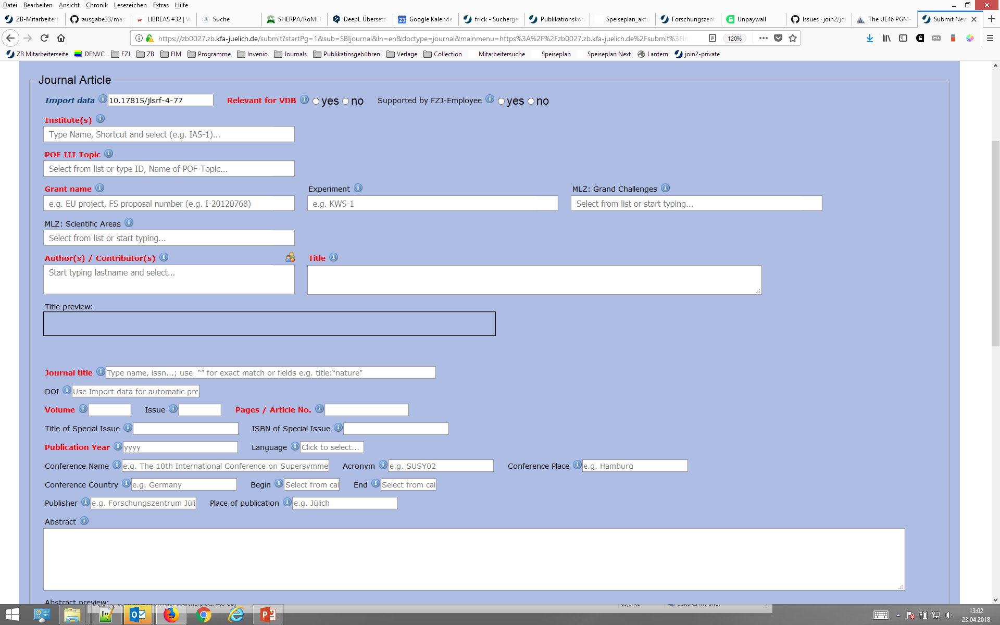 Datei Bearbeiten Ansicht Chronik Lesezeichen Extras Hilfe
ZB-Mitarbeiters ausgabe33/mas LIBREAS #32 | W Suche SHERPA/RoMEO DeepL Übersetze Google Kalende frick - Sucherge Publikationskon Speiseplan_aktu Forschungszent Unpaywall Issues · join2/joi The UE46 PGM- Submit New
https://zb0027.zb.kfa-juelich.de/submit?startPg=1&sub=SBIjournal&ln=en&doctype=journal&mainmenu=https%3A%2F%2Fzb0027.zb.kfa-juelich.de%2Fsubmit%3Fln 120%
ZB Mitarbeiterseite DFNVC FZJ ZB FIM Programme Invenio Journals Publikatinsgebühren Verlage Collection Mitarbeitersuche Speiseplan Speiseplan Next Lantern join2-private
Journal Article
Import data 10.17815/jlsrf-4-77 Relevant for VDB yes no Supported by FZJ-Employee yes no
Institute(s)
Type Name, Shortcut and select (e.g. IAS-1)...
POF III Topic
Select from list or type ID, Name of POF-Topic...
Grant name Experiment MLZ: Grand Challenges
e.g. EU project, FS proposal number (e.g. I-20120768) e.g. KWS-1 Select from list or start typing...
MLZ: Scientific Areas
Select from list or start typing...
Author(s) / Contributor(s) Title
Start typing lastname and select...
Title preview:
Journal title Type name, issn...; use “” for exact match or fields e.g. title:“nature”
DOI Use Import data for automatic pre
Volume Issue Pages / Article No.
Title of Special Issue ISBN of Special Issue
Publication Year yyyy Language Click to select...
Conference Name e.g. The 10th International Conference on Supersymme Acronym e.g. SUSY02 Conference Place e.g. Hamburg
Conference Country e.g. Germany Begin Select from cal End Select from cal
Publisher e.g. Forschungszentrum Jüli Place of publication e.g. Jülich
Abstract
Abstract preview:
13:02
23.04.2018